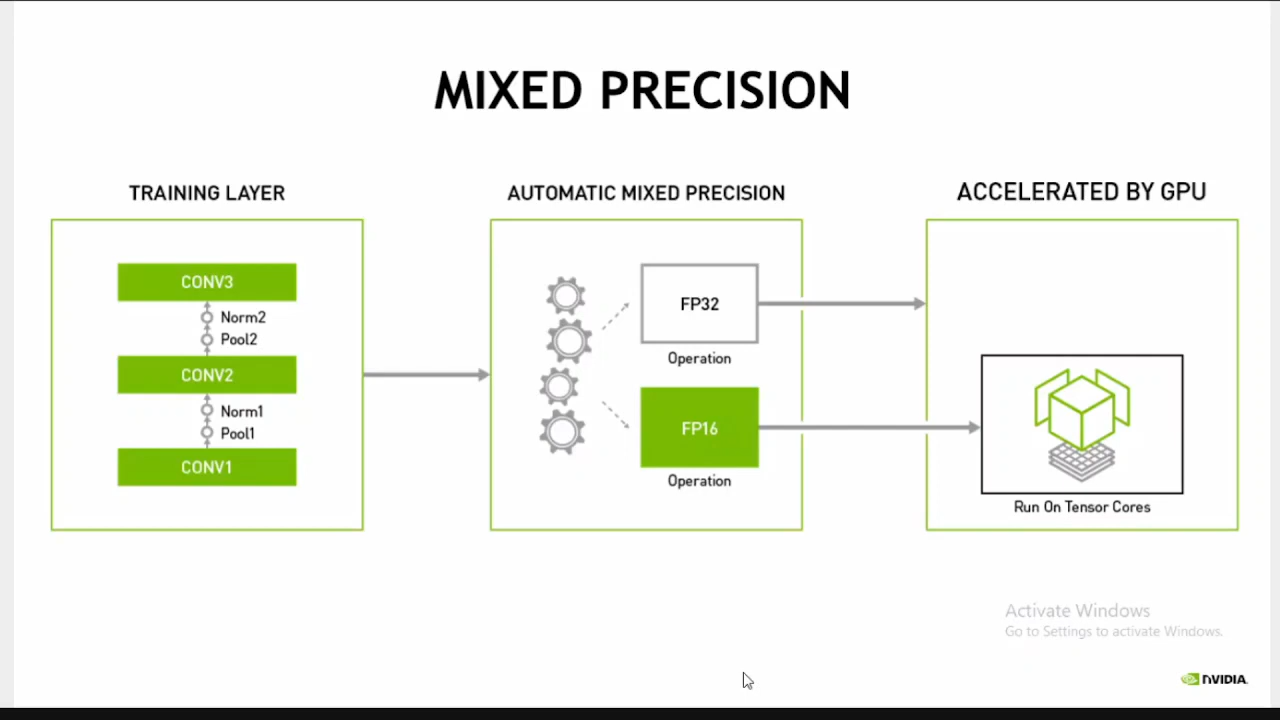 MIXED PRECISION
TRAINING LAYER
CONV3
Norm2
Pool2
CONV2
Norm1
Pool1
CONV1
AUTOMATIC MIXED PRECISION
FP32
Operation
FP16
Operation
ACCELERATED BY GPU
Run On Tensor Cores
Activate Windows
Go to Settings to activate Windows.
NVIDIA.